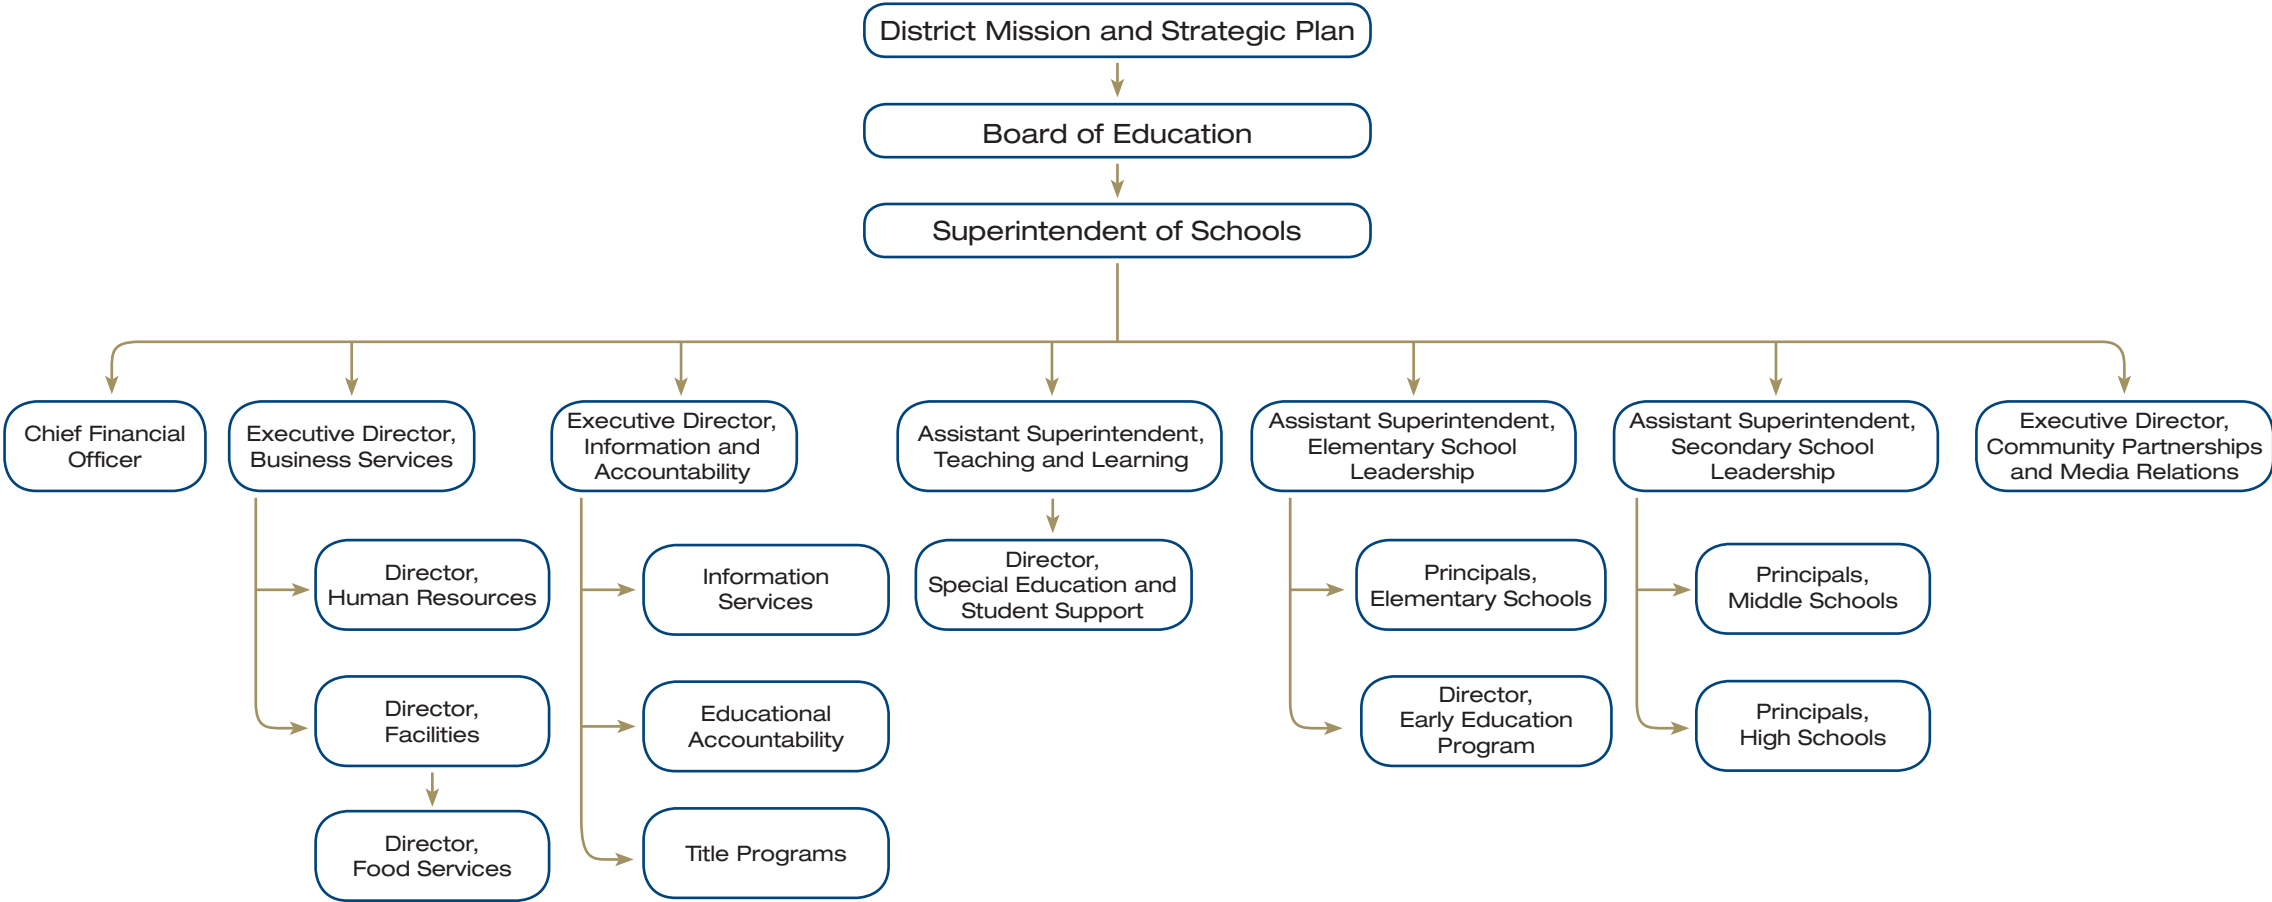 District Mission and Strategic Plan
Board of Education
Superintendent of Schools
Chief Financial
Officer
Executive Director,
Business Services
Executive Director,
Information and
Accountability
Assistant Superintendent,
Teaching and Learning
Assistant Superintendent,
Elementary School
Leadership
Assistant Superintendent,
Secondary School
Leadership
Executive Director,
Community Partnerships
and Media Relations
Director,
Human Resources
Information
Services
Director,
Special Education and
Student Support
Principals,
Elementary Schools
Principals,
Middle Schools
Director,
Facilities
Educational
Accountability
Director,
Early Education
Program
Principals,
High Schools
Director,
Food Services
Title Programs